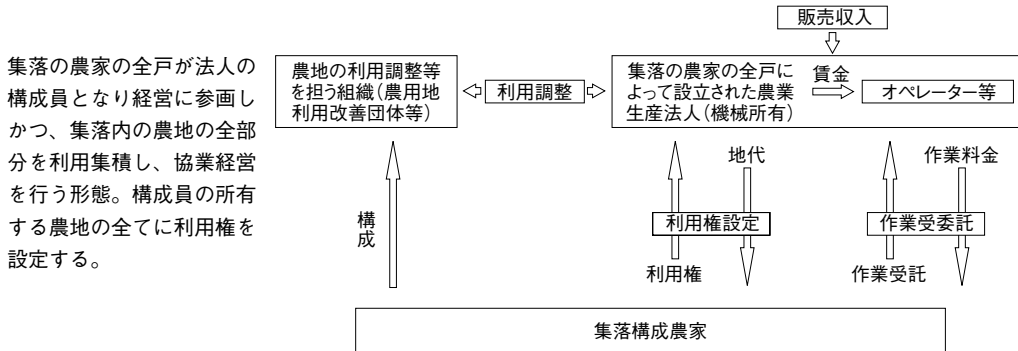 集落の農家の全戸が法人の
構成員となり経営に参画し
かつ、集落内の農地の全部
分を利用集積し、協業経営
を行う形態。構成員の所有
する農地の全てに利用権を
設定する。
販売収入
農地の利用調整等
を担う組織(農用地
利用改善団体等)
利用調整
集落の農家の全戸に
よって設立された農業
生産法人(機械所有)
賃金
オペレーター等
構成
地代
利用権設定
利用権
作業料金
作業受委託
作業受託
集落構成農家